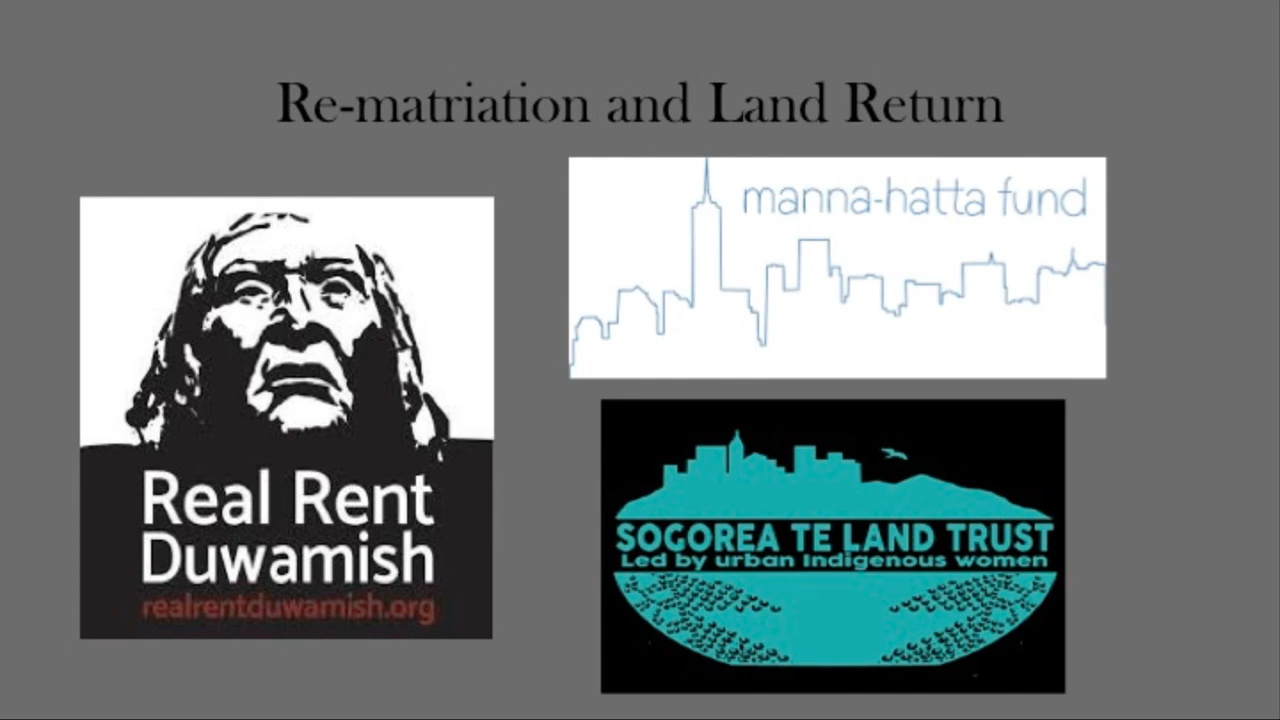 Re-matriation and Land Return
manna-hatta fund
Real Rent
Duwamish
realrentduwamish.org
SOGOREA TE LAND TRUST
Led by urban Indigenous women